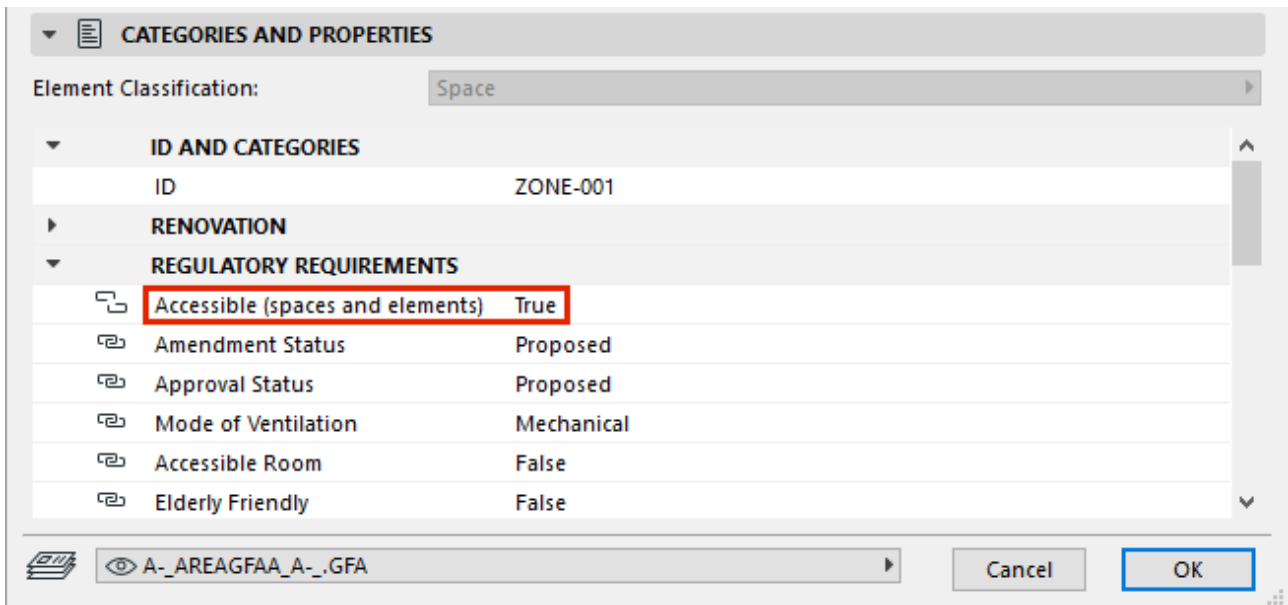 CATEGORIES AND PROPERTIES
Element Classification: Space
ID AND CATEGORIES
ID ZONE-001
RENOVATION
REGULATORY REQUIREMENTS
Accessible (spaces and elements) True
Amendment Status Proposed
Approval Status Proposed
Mode of Ventilation Mechanical
Accessible Room False
Elderly Friendly False
A-_AREAGFAA_A-_.GFA Cancel OK